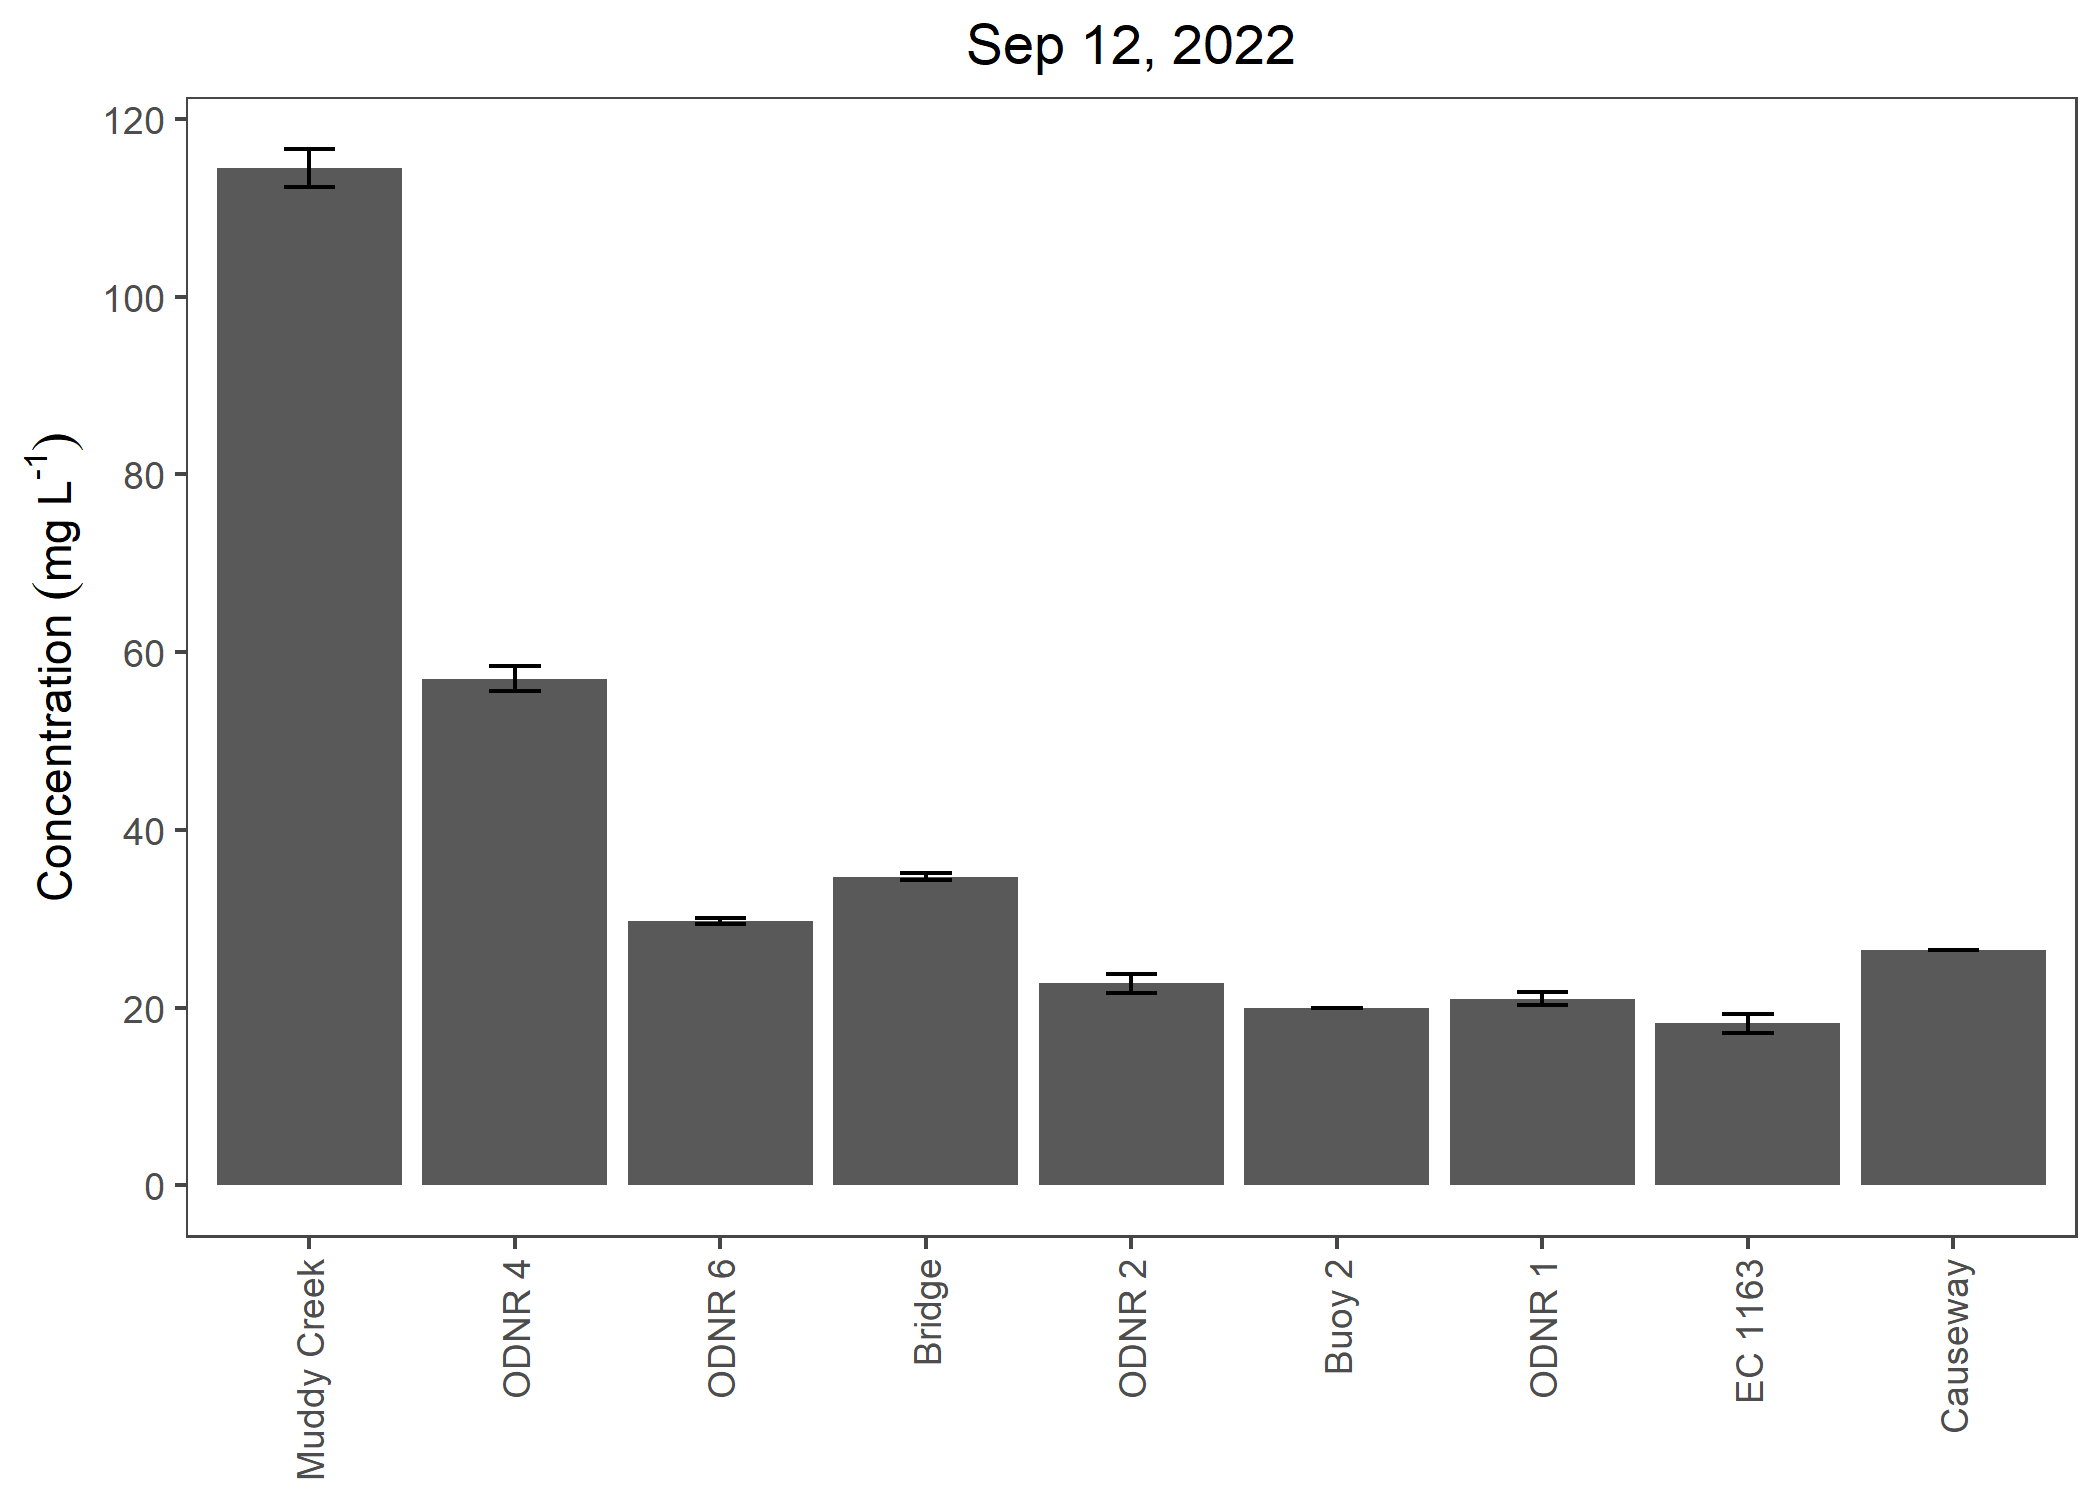 Sep 12, 2022
Concentration (mg L⁻¹)
120
100
80
60
40
20
0
Muddy Creek
ODNR 4
ODNR 6
Bridge
ODNR 2
Buoy 2
ODNR 1
EC 1163
Causeway